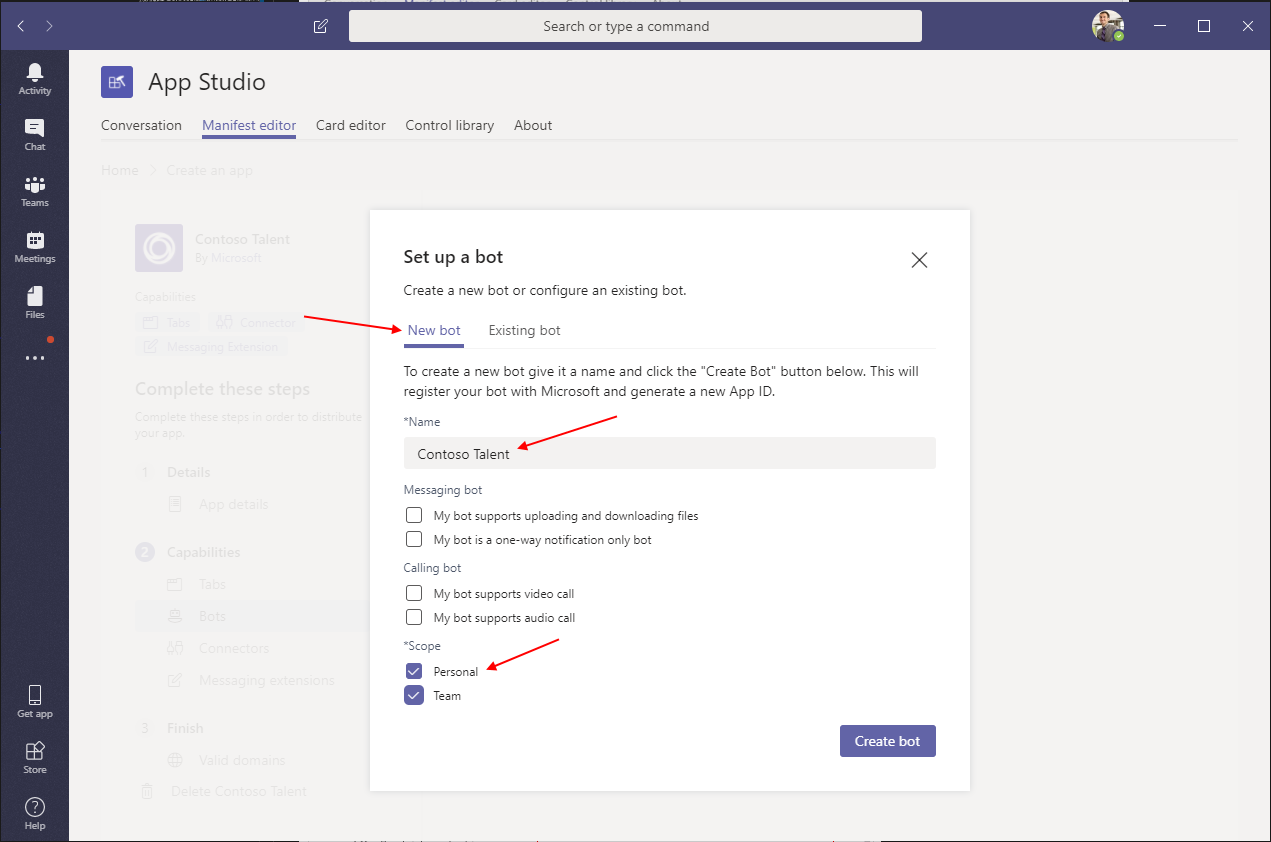 Search or type a command
Activity
Chat
Teams
Meetings
Files
Get app
Store
Help
App Studio
Conversation
Manifest editor
Card editor
Control library
About
Home > Create an app
Contoso Talent
By Microsoft
Capabilities
Tabs
Connector
Messaging Extension
Complete these steps
Complete these steps in order to distribute
your app.
1 Details
App details
2 Capabilities
Tabs
Bots
Connectors
Messaging extensions
3 Finish
Valid domains
Delete Contoso Talent
Set up a bot
Create a new bot or configure an existing bot.
New bot
Existing bot
To create a new bot give it a name and click the "Create Bot" button below. This will
register your bot with Microsoft and generate a new App ID.
*Name
Contoso Talent
Messaging bot
My bot supports uploading and downloading files
My bot is a one-way notification only bot
Calling bot
My bot supports video call
My bot supports audio call
*Scope
Personal
Team
Create bot